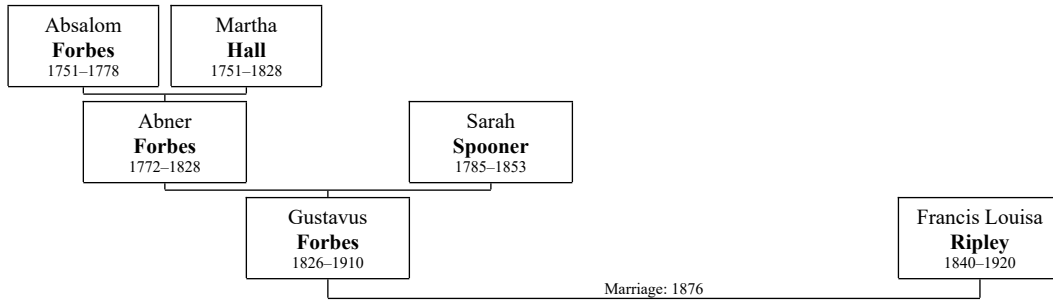 Absalom
Forbes
1751–1778
Martha
Hall
1751–1828
Abner
Forbes
1772–1828
Sarah
Spooner
1785–1853
Gustavus
Forbes
1826–1910
Francis Louisa
Ripley
1840–1920
Marriage: 1876